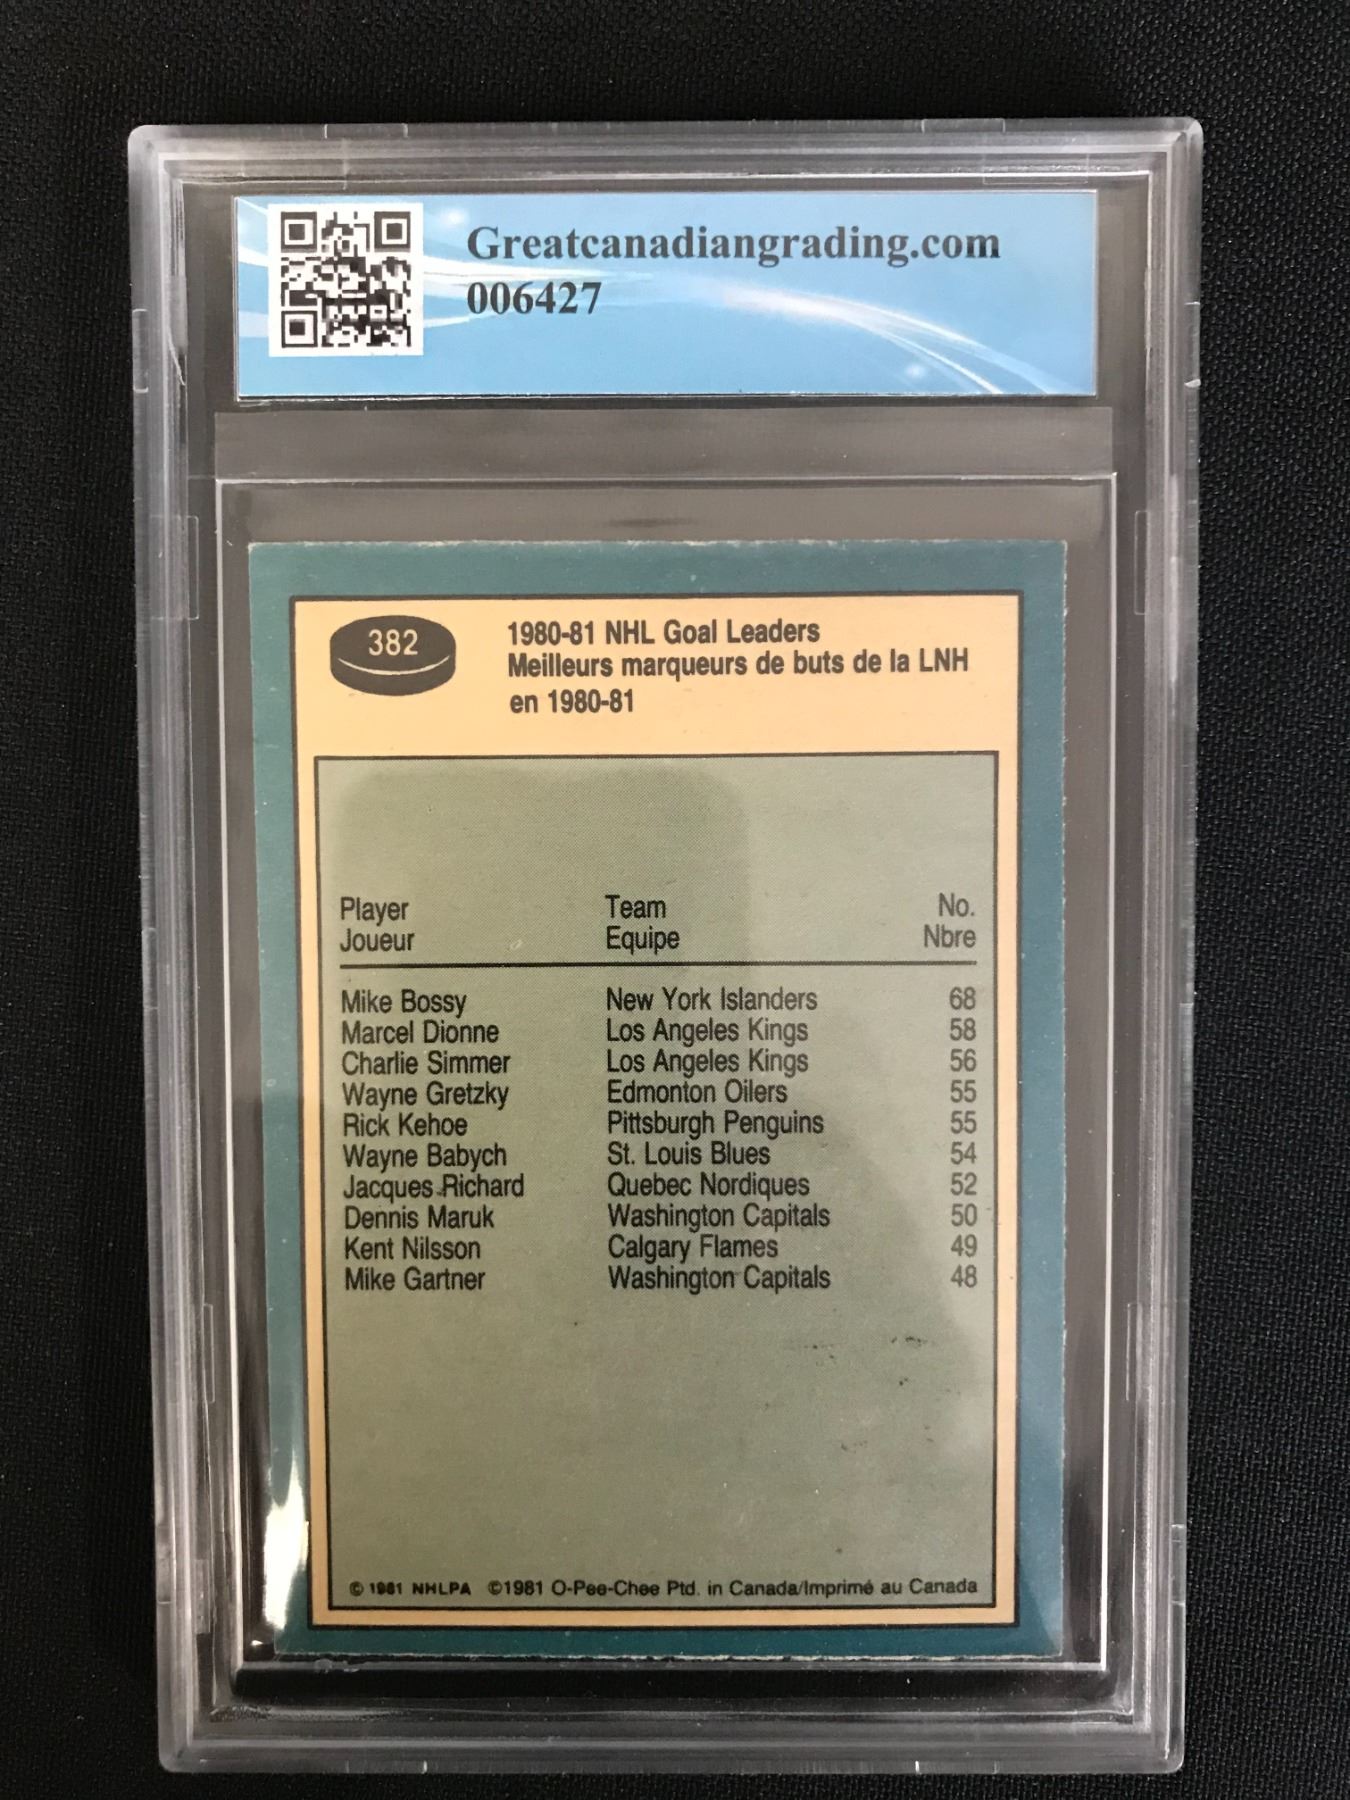 Greatcanadiangrading.com
006427
382
1980-81 NHL Goal Leaders
Meilleurs marqueurs de buts de la LNH
en 1980-81
Player Team No.
Joueur Equipe Nbre
Mike Bossy New York Islanders 68
Marcel Dionne Los Angeles Kings 58
Charlie Simmer Los Angeles Kings 56
Wayne Gretzky Edmonton Oilers 55
Rick Kehoe Pittsburgh Penguins 55
Wayne Babych St. Louis Blues 54
Jacques Richard Quebec Nordiques 52
Dennis Maruk Washington Capitals 50
Kent Nilsson Calgary Flames 49
Mike Gartner Washington Capitals 48
© 1981 NHLPA ©1981 O-Pee-Chee Ptd. in Canada/Imprimé au Canada